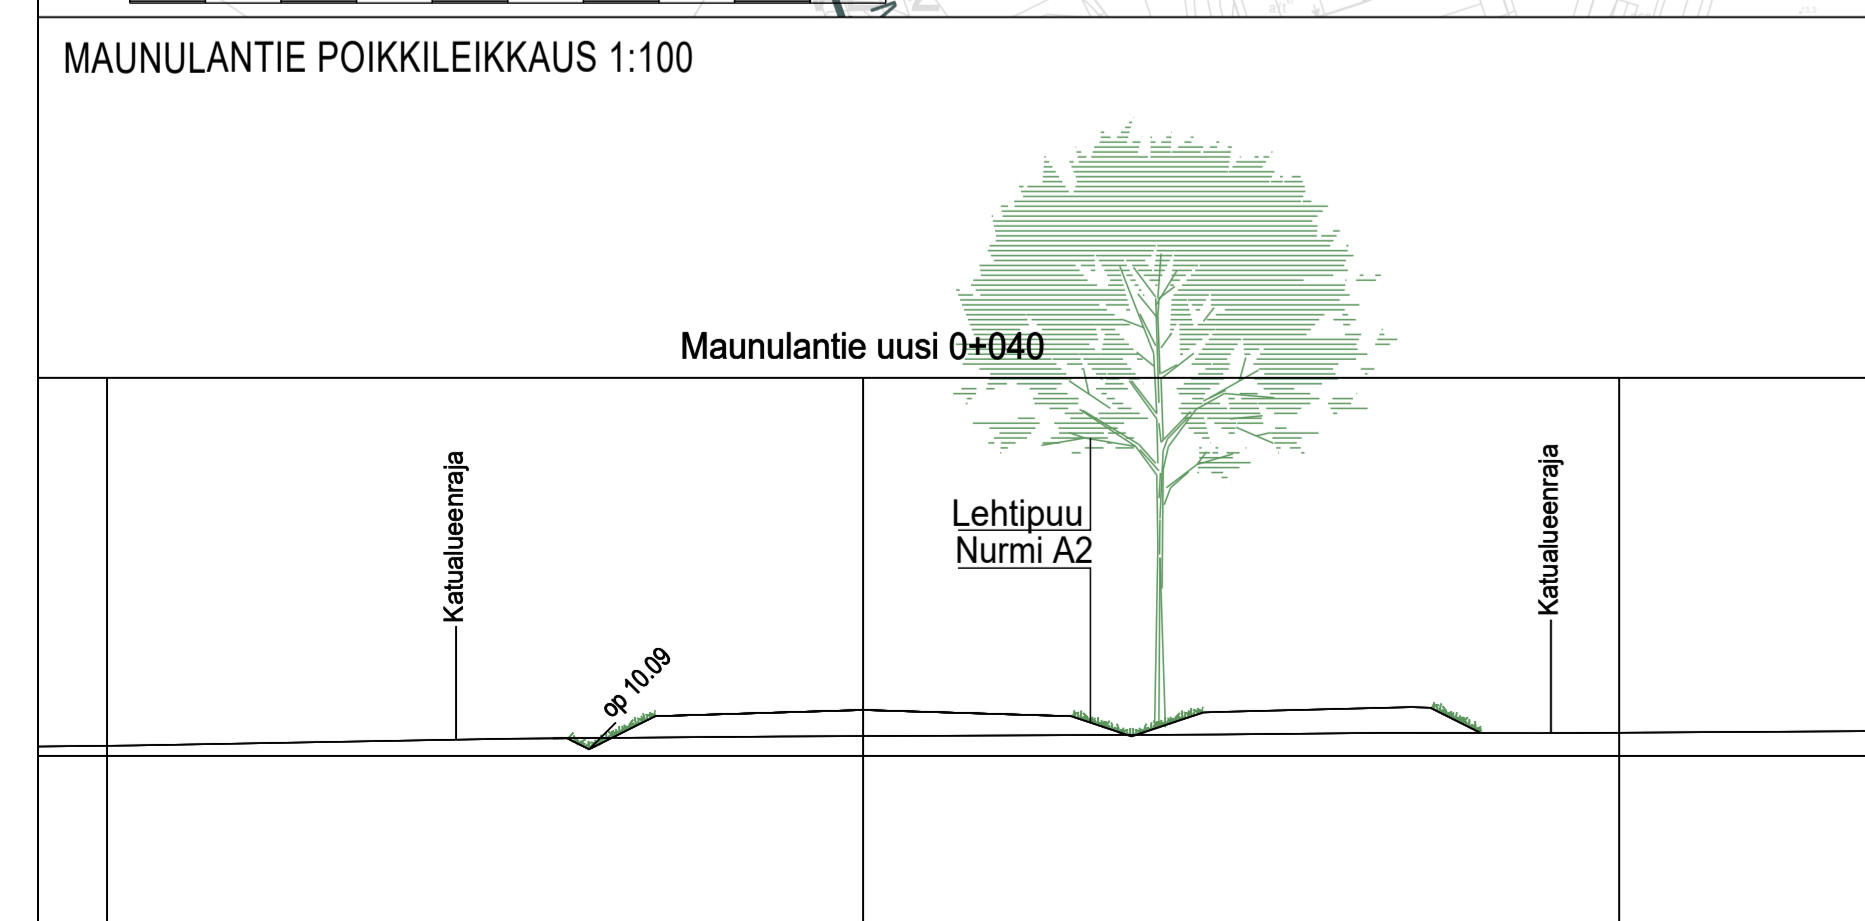 MAUNULANTIE POIKKILEIKKAUS 1:100
Maunulantie uusi 0+040
Katualueenraja
Lehtipuu
Nurmi A2
Katualueenraja
op 10.09